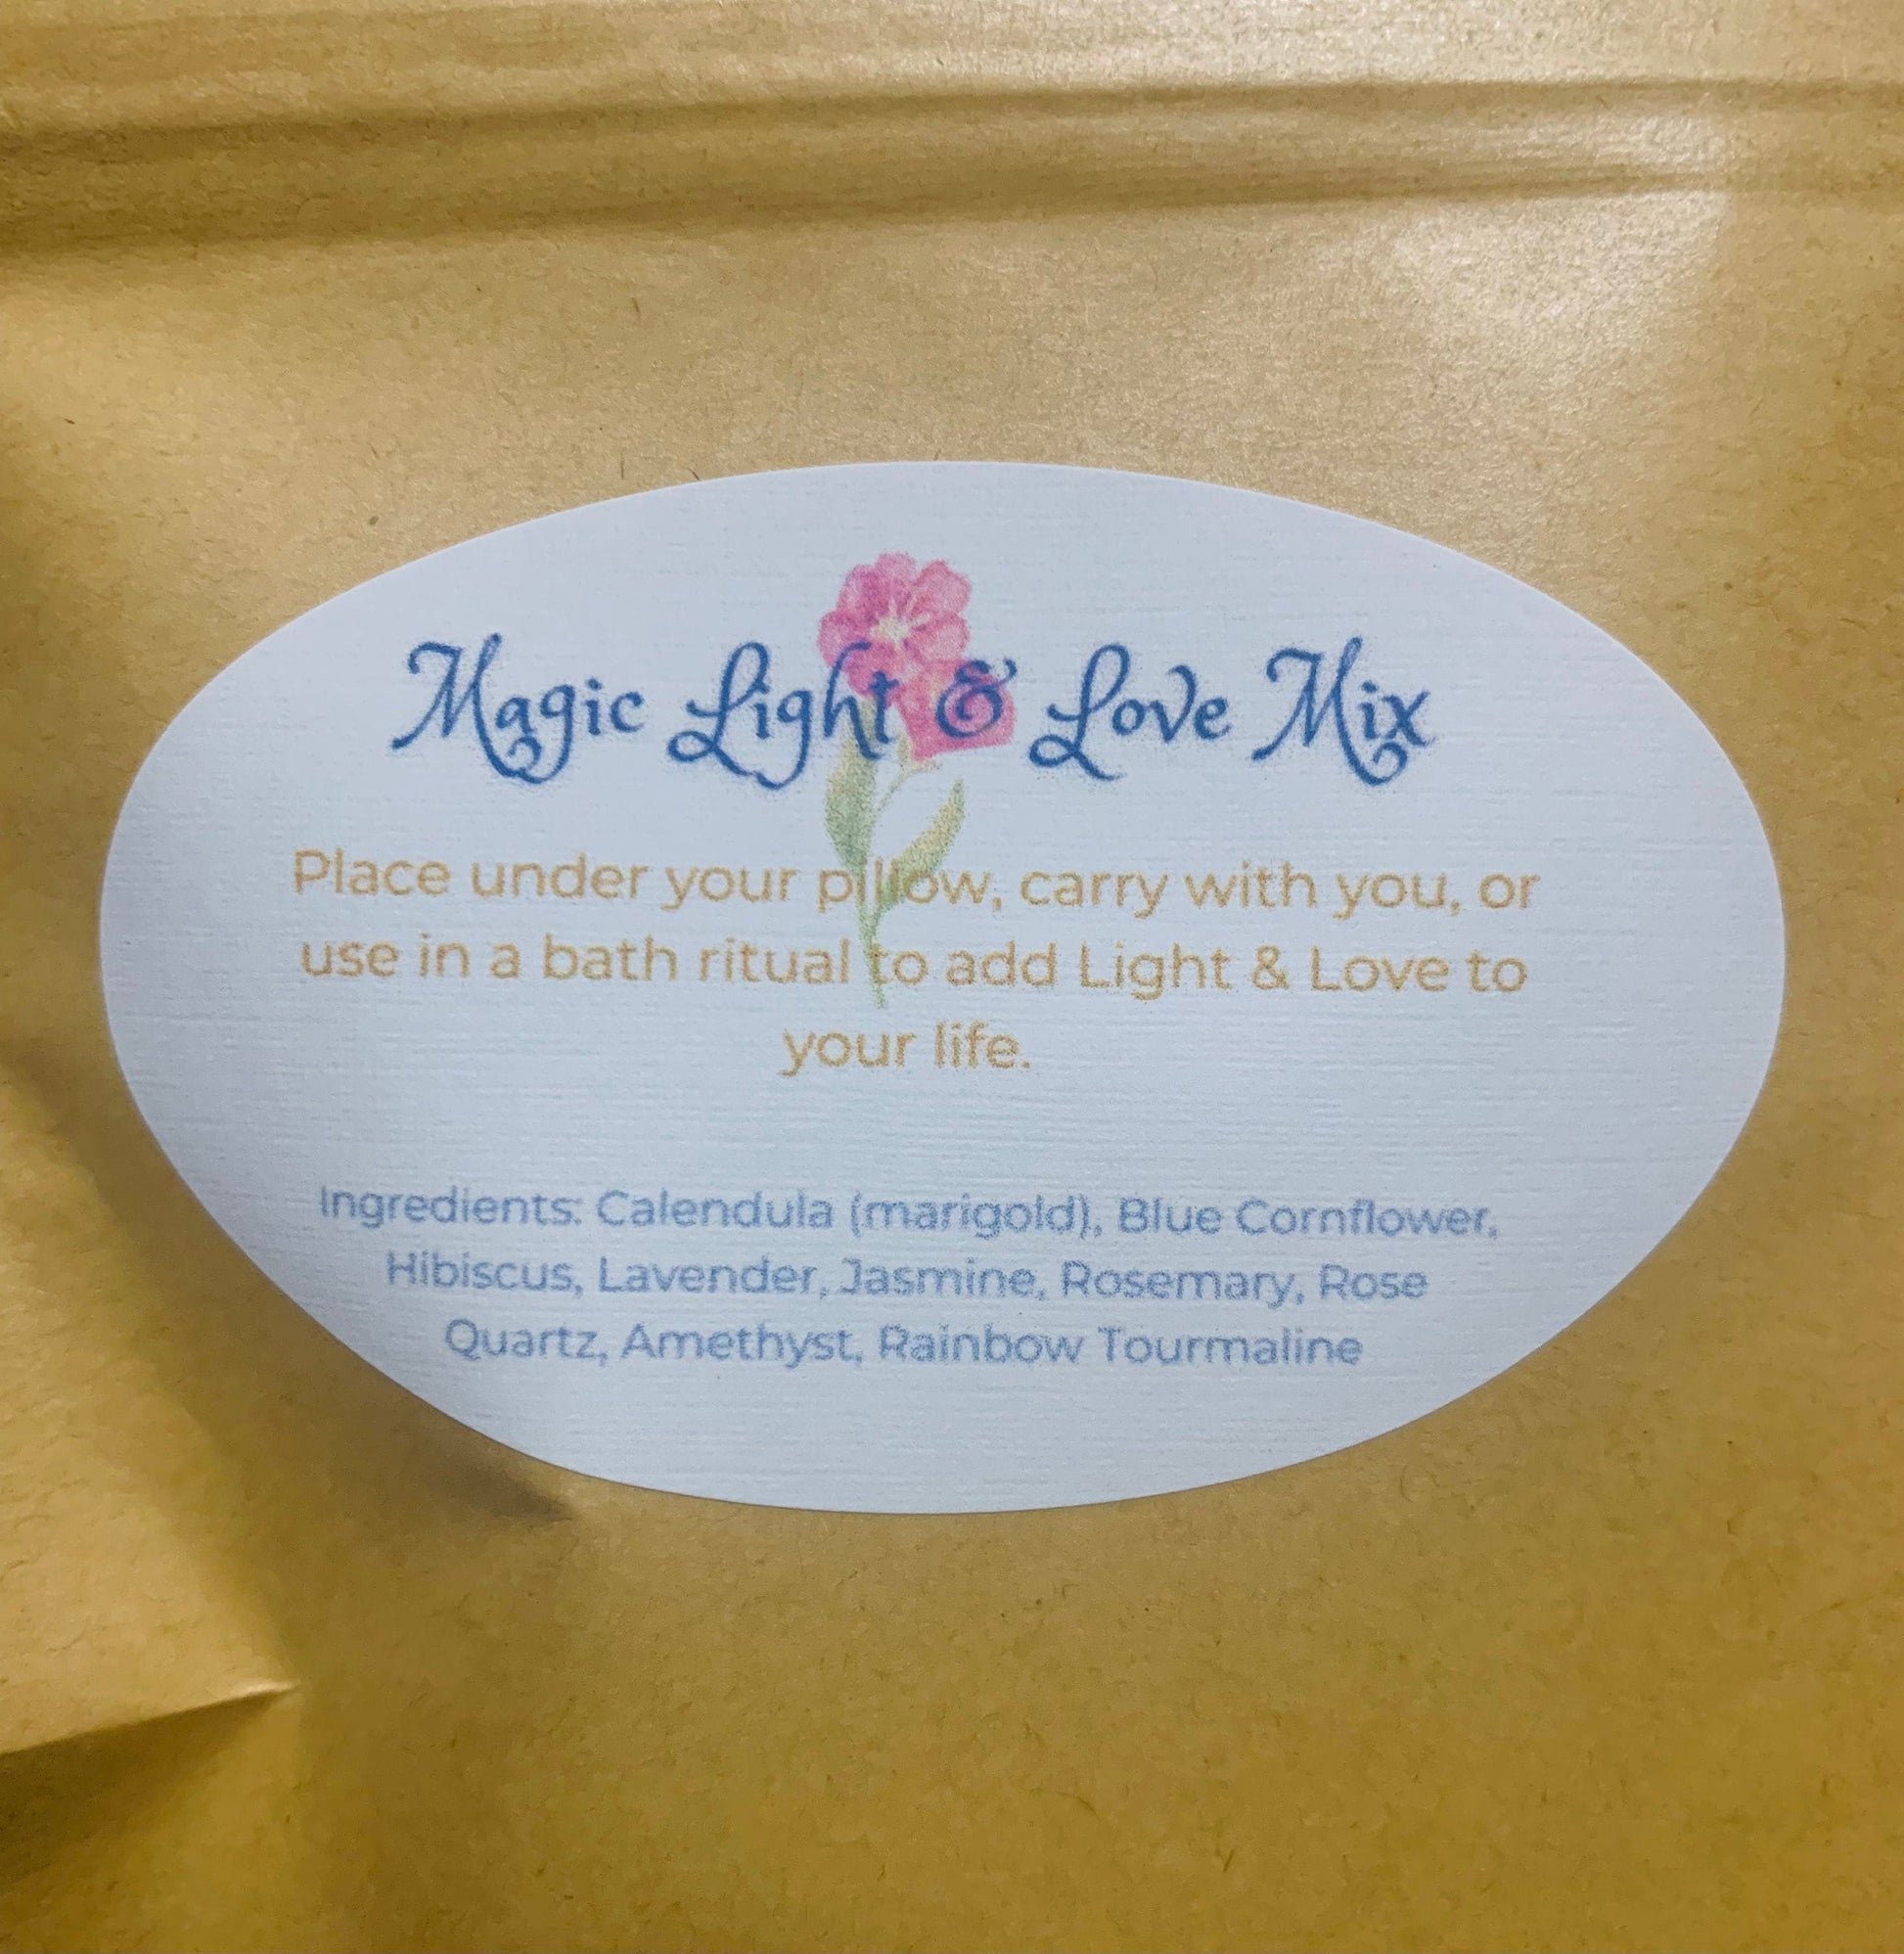 Magic Light & Love Mix
Place under your pillow, carry with you, or
use in a bath ritual to add Light & Love to
your life.
Ingredients: Calendula (marigold), Blue Cornflower,
Hibiscus, Lavender, Jasmine, Rosemary, Rose
Quartz, Amethyst, Rainbow Tourmaline